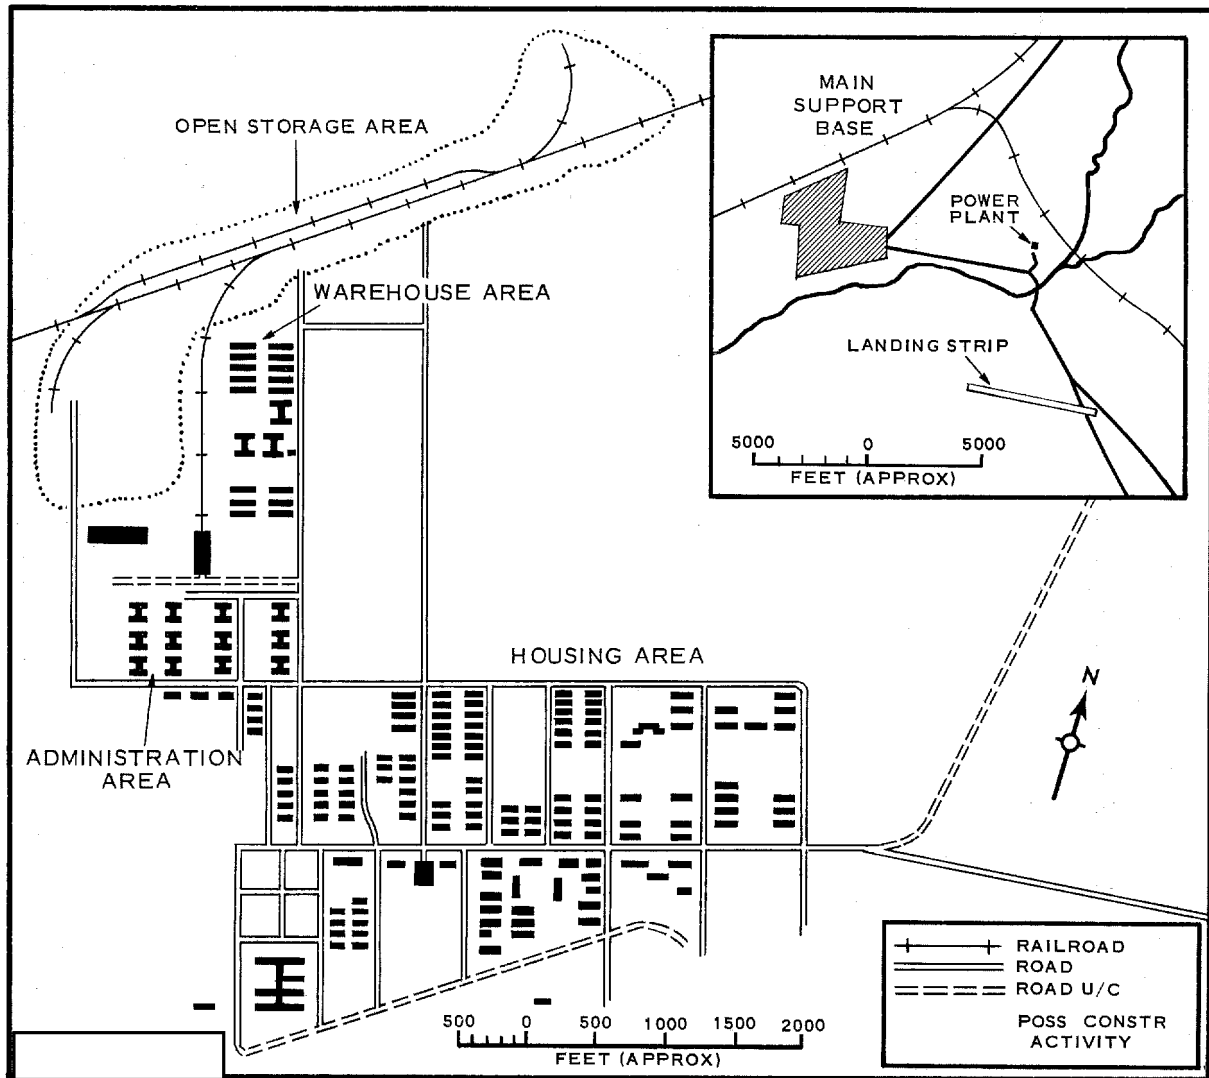 OPEN STORAGE AREA
WAREHOUSE AREA
HOUSING AREA
ADMINISTRATION
AREA
MAIN
SUPPORT
BASE
POWER
PLANT
LANDING STRIP
5000 0 5000
FEET (APPROX)
N
RAILROAD
ROAD
ROAD U/C
POSS CONSTR
ACTIVITY
500 0 500 1000 1500 2000
FEET (APPROX)